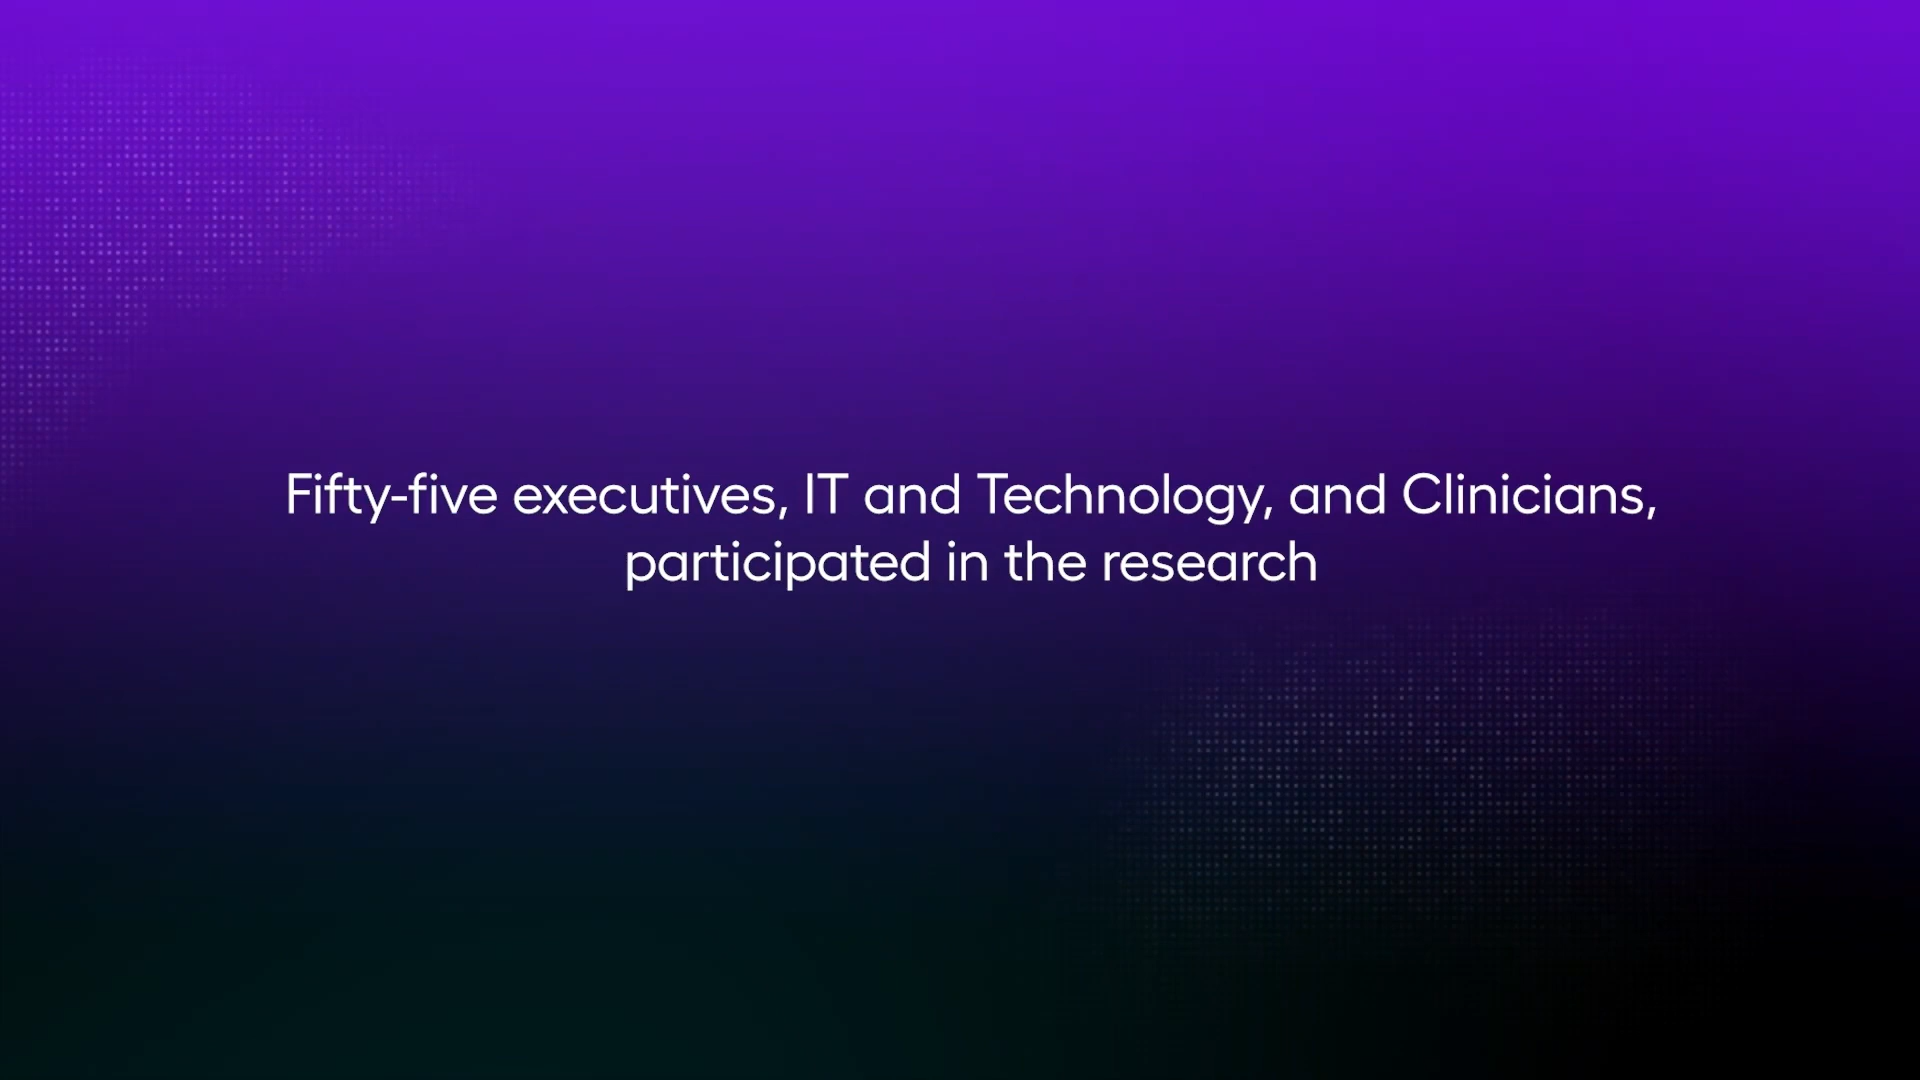 Fifty-five executives, IT and Technology, and Clinicians,
participated in the research